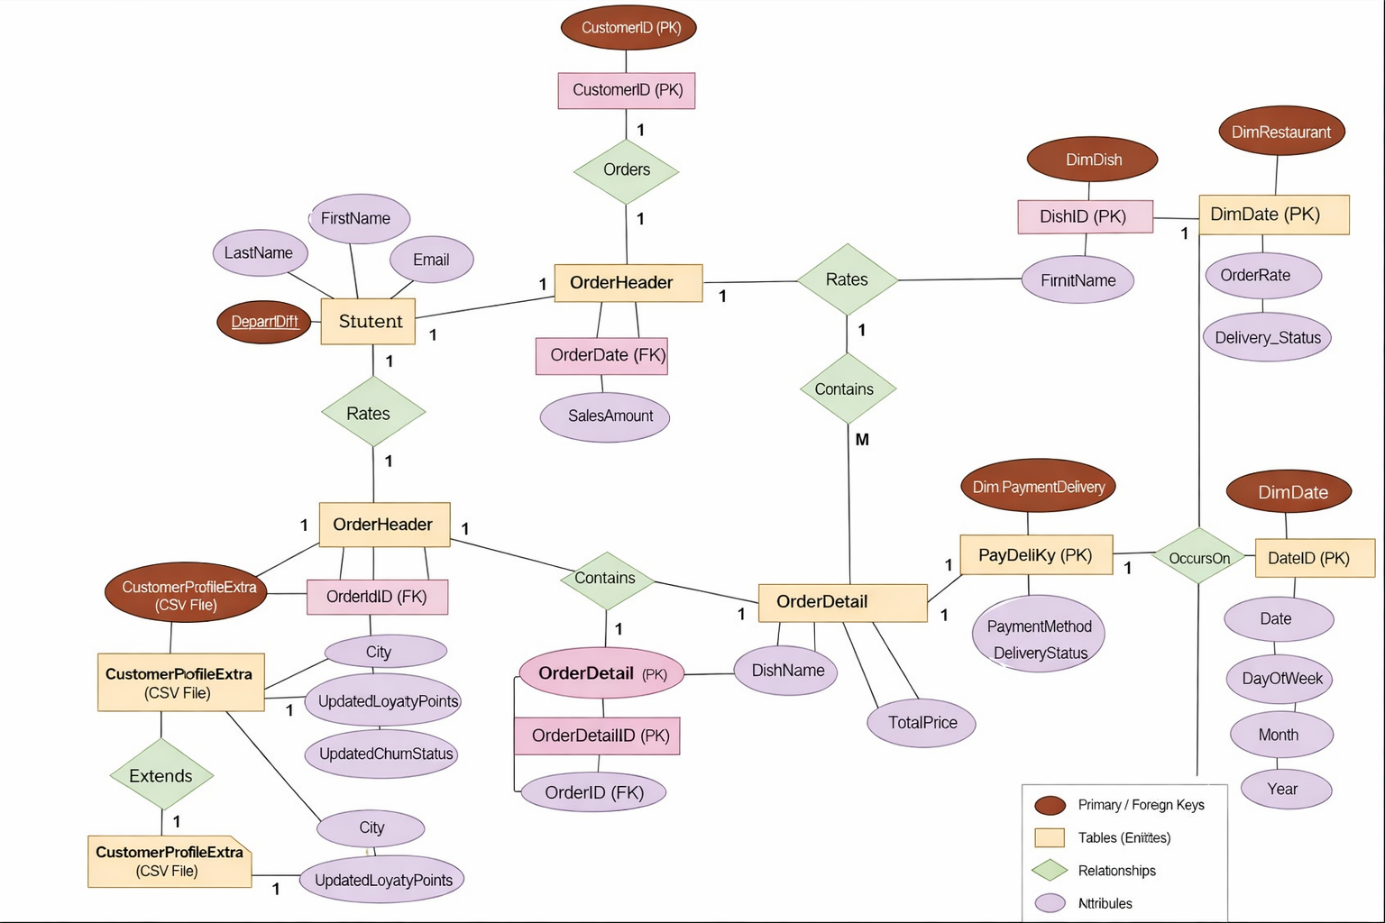 CustomerID (PK)
CustomerID (PK)
1
Orders
1
DimRestaurant
DimDish
DishID (PK)
DimDate (PK)
1
FirstName
LastName
Email
OrderRate
FirnitName
Delivery_Status
1
OrderHeader
1
Rates
DeparrIDift
Stutent
1
1
1
OrderDate (FK)
Contains
SalesAmount
Rates
M
1
Dim PaymentDelivery
DimDate
1
OrderHeader
1
PayDeliKy (PK)
1
1
OccursOn
DateID (PK)
CustomerProfileExtra
(CSV File)
OrderIdID (FK)
Contains
OrderDetail
1
1
1
Date
PaymentMethod
DeliveryStatus
City
CustomerProfileExtra
(CSV File)
OrderDetail (PK)
DishName
DayOfWeek
UpdatedLoyatyPoints
1
TotalPrice
OrderDetailID (PK)
Month
UpdatedChumStatus
Extends
OrderID (FK)
Year
1
City
CustomerProfileExtra
(CSV File)
1
UpdatedLoyatyPoints
Primary / Foregn Keys
Tables (Eniittes)
Relationships
Nttribules